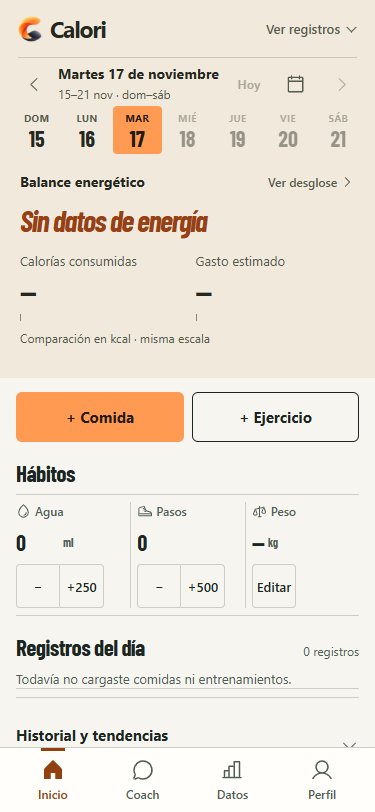 Calori
Ver registros
Martes 17 de noviembre
15–21 nov · dom–sáb
Hoy
DOM LUN MAR MIÉ JUE VIE SÁB
15 16 17 18 19 20 21
Balance energético
Ver desglose
Sin datos de energía
Calorías consumidas Gasto estimado
— —
Comparación en kcal · misma escala
+ Comida + Ejercicio
Hábitos
Agua Pasos Peso
0 ml 0 — kg
− +250 − +500 Editar
Registros del día
0 registros
Todavía no cargaste comidas ni entrenamientos.
Historial y tendencias
Inicio Coach Datos Perfil